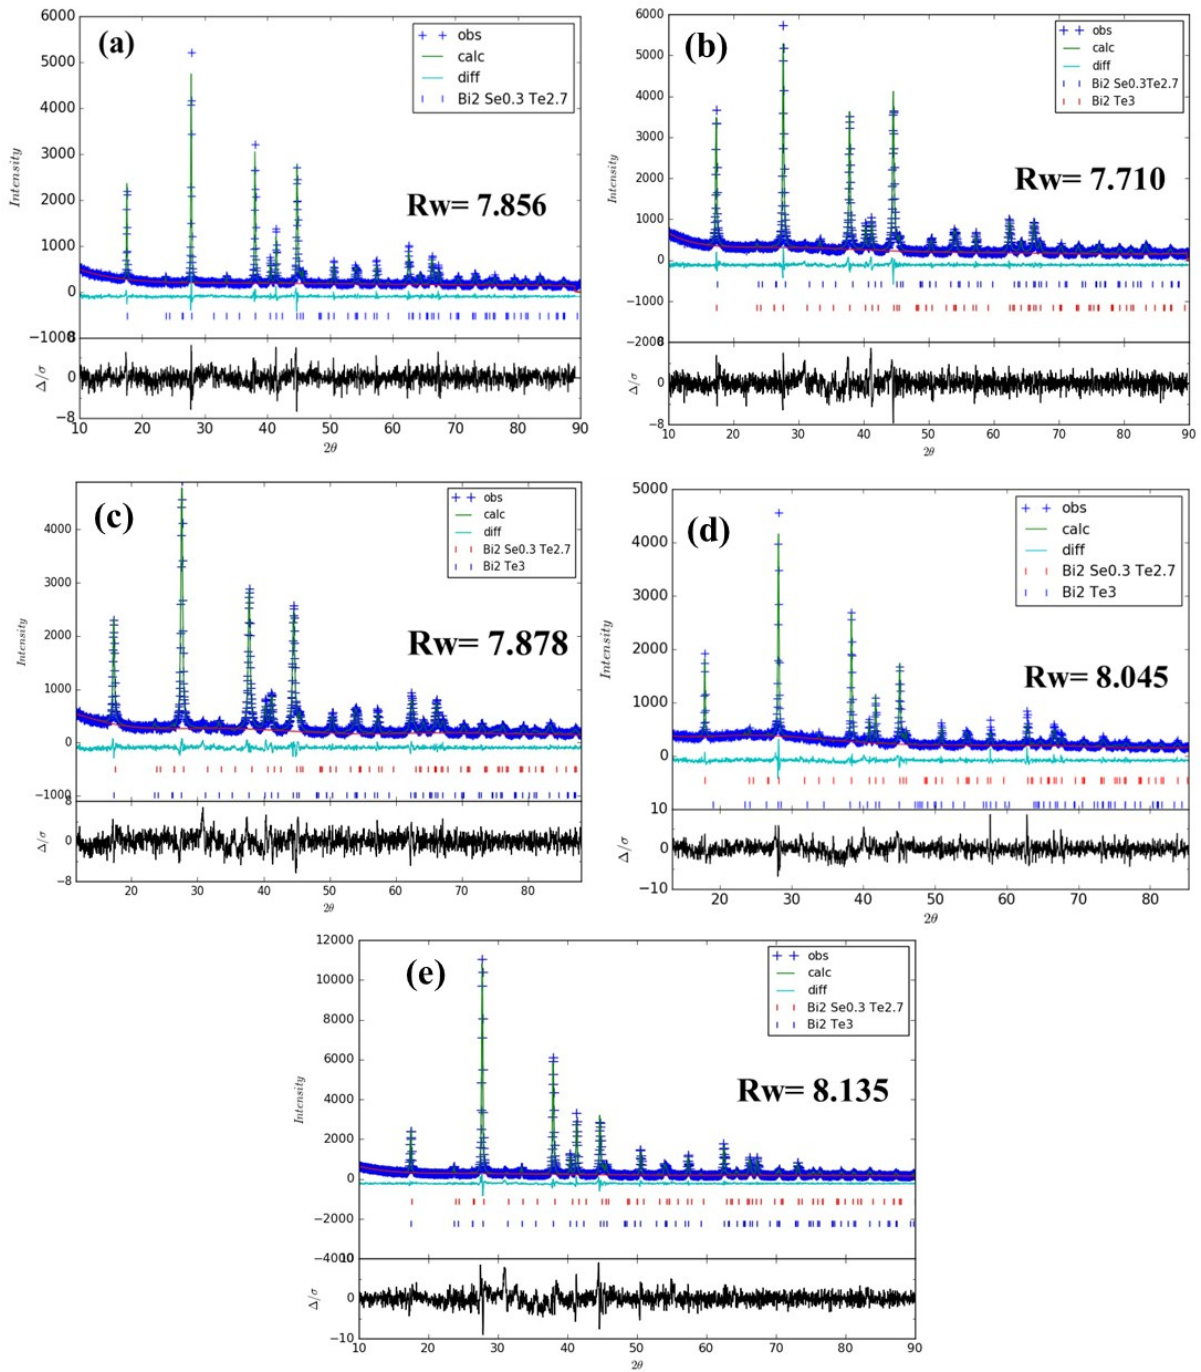 (a)
6000
5000
4000
3000
2000
1000
0
−1000
Intensity
obs
calc
diff
Bi2 Se0.3 Te2.7
Rw= 7.856
8
0
−8
Δ/σ
10 20 30 40 50 60 70 80 90
2θ
(b)
6000
5000
4000
3000
2000
1000
0
−1000
−2000
Intensity
obs
calc
diff
Bi2 Se0.3Te2.7
Bi2 Te3
Rw= 7.710
8
0
−8
Δ/σ
10 20 30 40 50 60 70 80 90
2θ
(c)
4000
3000
2000
1000
0
−1000
Intensity
obs
calc
diff
Bi2 Se0.3 Te2.7
Bi2 Te3
Rw= 7.878
8
0
−8
Δ/σ
20 30 40 50 60 70 80
2θ
(d)
5000
4000
3000
2000
1000
0
Intensity
obs
calc
diff
Bi2 Se0.3 Te2.7
Bi2 Te3
Rw= 8.045
10
0
−10
Δ/σ
20 30 40 50 60 70 80
2θ
(e)
12000
10000
8000
6000
4000
2000
0
−2000
−4000
Intensity
obs
calc
diff
Bi2 Se0.3 Te2.7
Bi2 Te3
Rw= 8.135
10
0
−10
Δ/σ
10 20 30 40 50 60 70 80 90
2θ